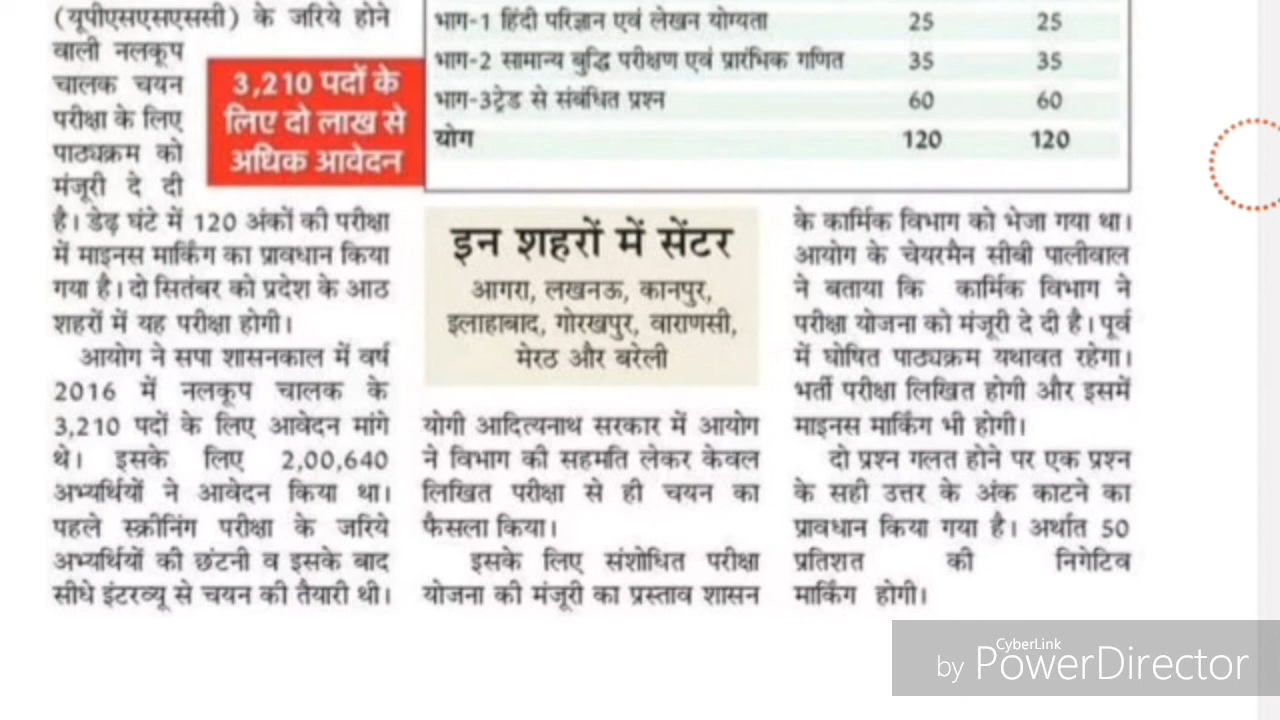 (यूपीएसएसएससी) के जरिये होने
वाली नलकूप
चालक चयन
परीक्षा के लिए
पाठ्यक्रम को
मंजूरी दे दी
है। डेढ़ घंटे में 120 अंकों की परीक्षा
में माइनस मार्किंग का प्रावधान किया
गया है। दो सितंबर को प्रदेश के आठ
शहरों में यह परीक्षा होगी।
आयोग ने सपा शासनकाल में वर्ष
2016 में नलकूप चालक के
3,210 पदों के लिए आवेदन मांगे
थे। इसके लिए 2,00,640
अभ्यर्थियों ने आवेदन किया था।
पहले स्क्रीनिंग परीक्षा के जरिये
अभ्यर्थियों की छंटनी व इसके बाद
सीधे इंटरव्यू से चयन की तैयारी थी।
3,210 पदों के
लिए दो लाख से
अधिक आवेदन
भाग-1 हिंदी परिज्ञान एवं लेखन योग्यता 25 25
भाग-2 सामान्य बुद्धि परीक्षण एवं प्रारंभिक गणित 35 35
भाग-3ट्रेड से संबंधित प्रश्न 60 60
योग 120 120
इन शहरों में सेंटर
आगरा, लखनऊ, कानपुर,
इलाहाबाद, गोरखपुर, वाराणसी,
मेरठ और बरेली
योगी आदित्यनाथ सरकार में आयोग
ने विभाग की सहमति लेकर केवल
लिखित परीक्षा से ही चयन का
फैसला किया।
इसके लिए संशोधित परीक्षा
योजना की मंजूरी का प्रस्ताव शासन
के कार्मिक विभाग को भेजा गया था।
आयोग के चेयरमैन सीबी पालीवाल
ने बताया कि कार्मिक विभाग ने
परीक्षा योजना को मंजूरी दे दी है। पूर्व
में घोषित पाठ्यक्रम यथावत रहेगा।
भर्ती परीक्षा लिखित होगी और इसमें
माइनस मार्किंग भी होगी।
दो प्रश्न गलत होने पर एक प्रश्न
के सही उत्तर के अंक काटने का
प्रावधान किया गया है। अर्थात 50
प्रतिशत की निगेटिव
मार्किंग होगी।
CyberLink
by PowerDirector